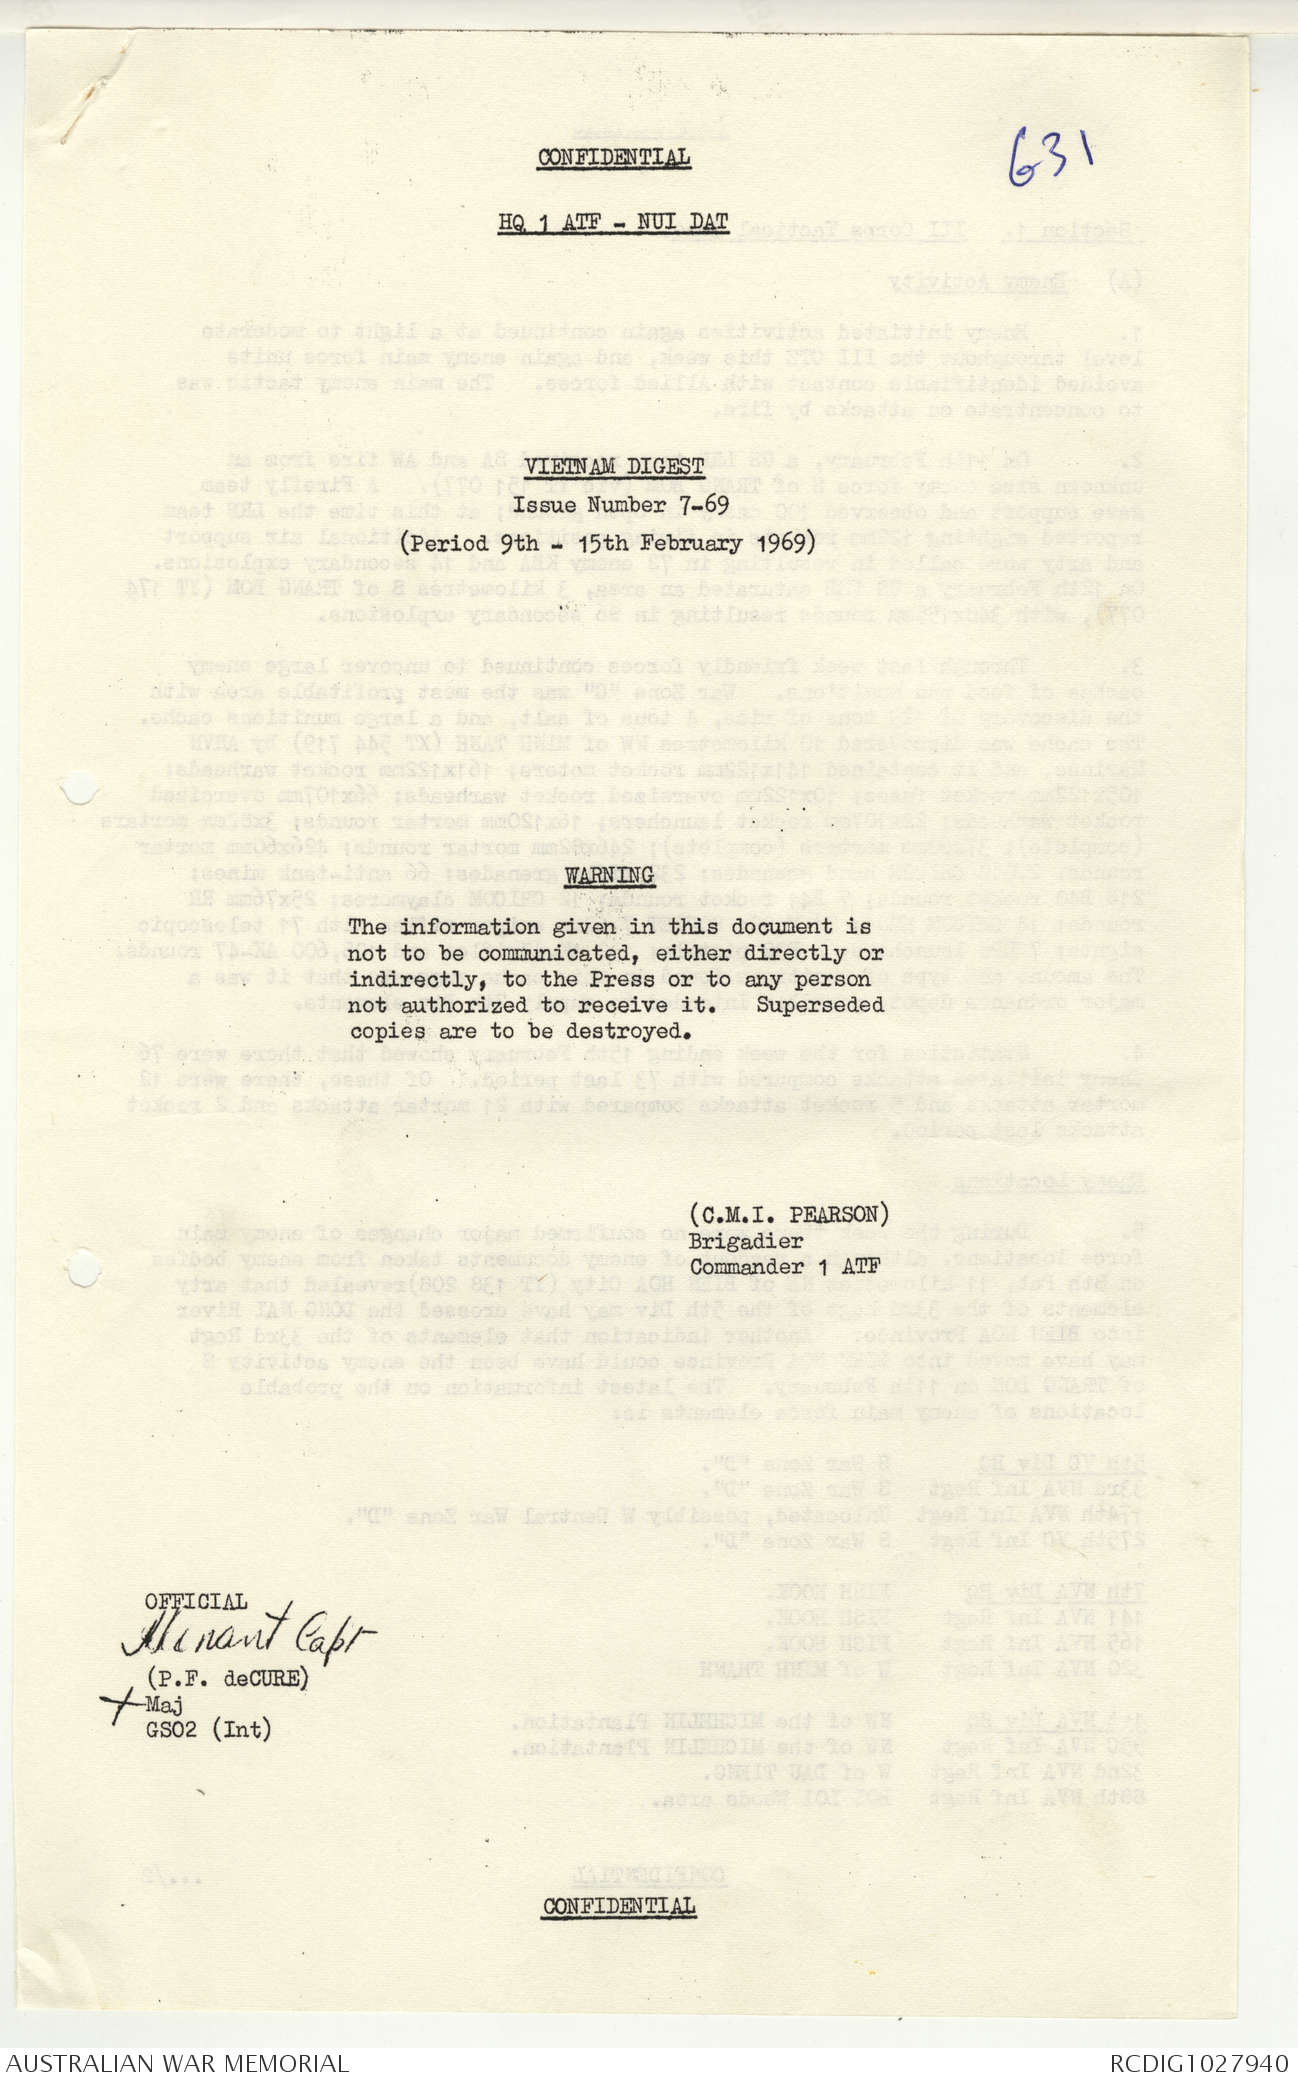 631
CONFIDENTIAL
HQ 1 ATF - NUI DAT
VIETNAM DIGEST
Issue Number 7-69
(Period 9th - 15th February 1969)
WARNING
The information given in this document is
not to be communicated, either directly or
indirectly, to the Press or to any person
not authorized to receive it. Superseded
copies are to be destroyed.
(C.M.I. PEARSON)
Brigadier
Commander 1 ATF
OFFICIAL
Capt
(P.F. deCURE)
Maj
GSO2 (Int)
CONFIDENTIAL
AUSTRALIAN WAR MEMORIAL
RCDIG1027940